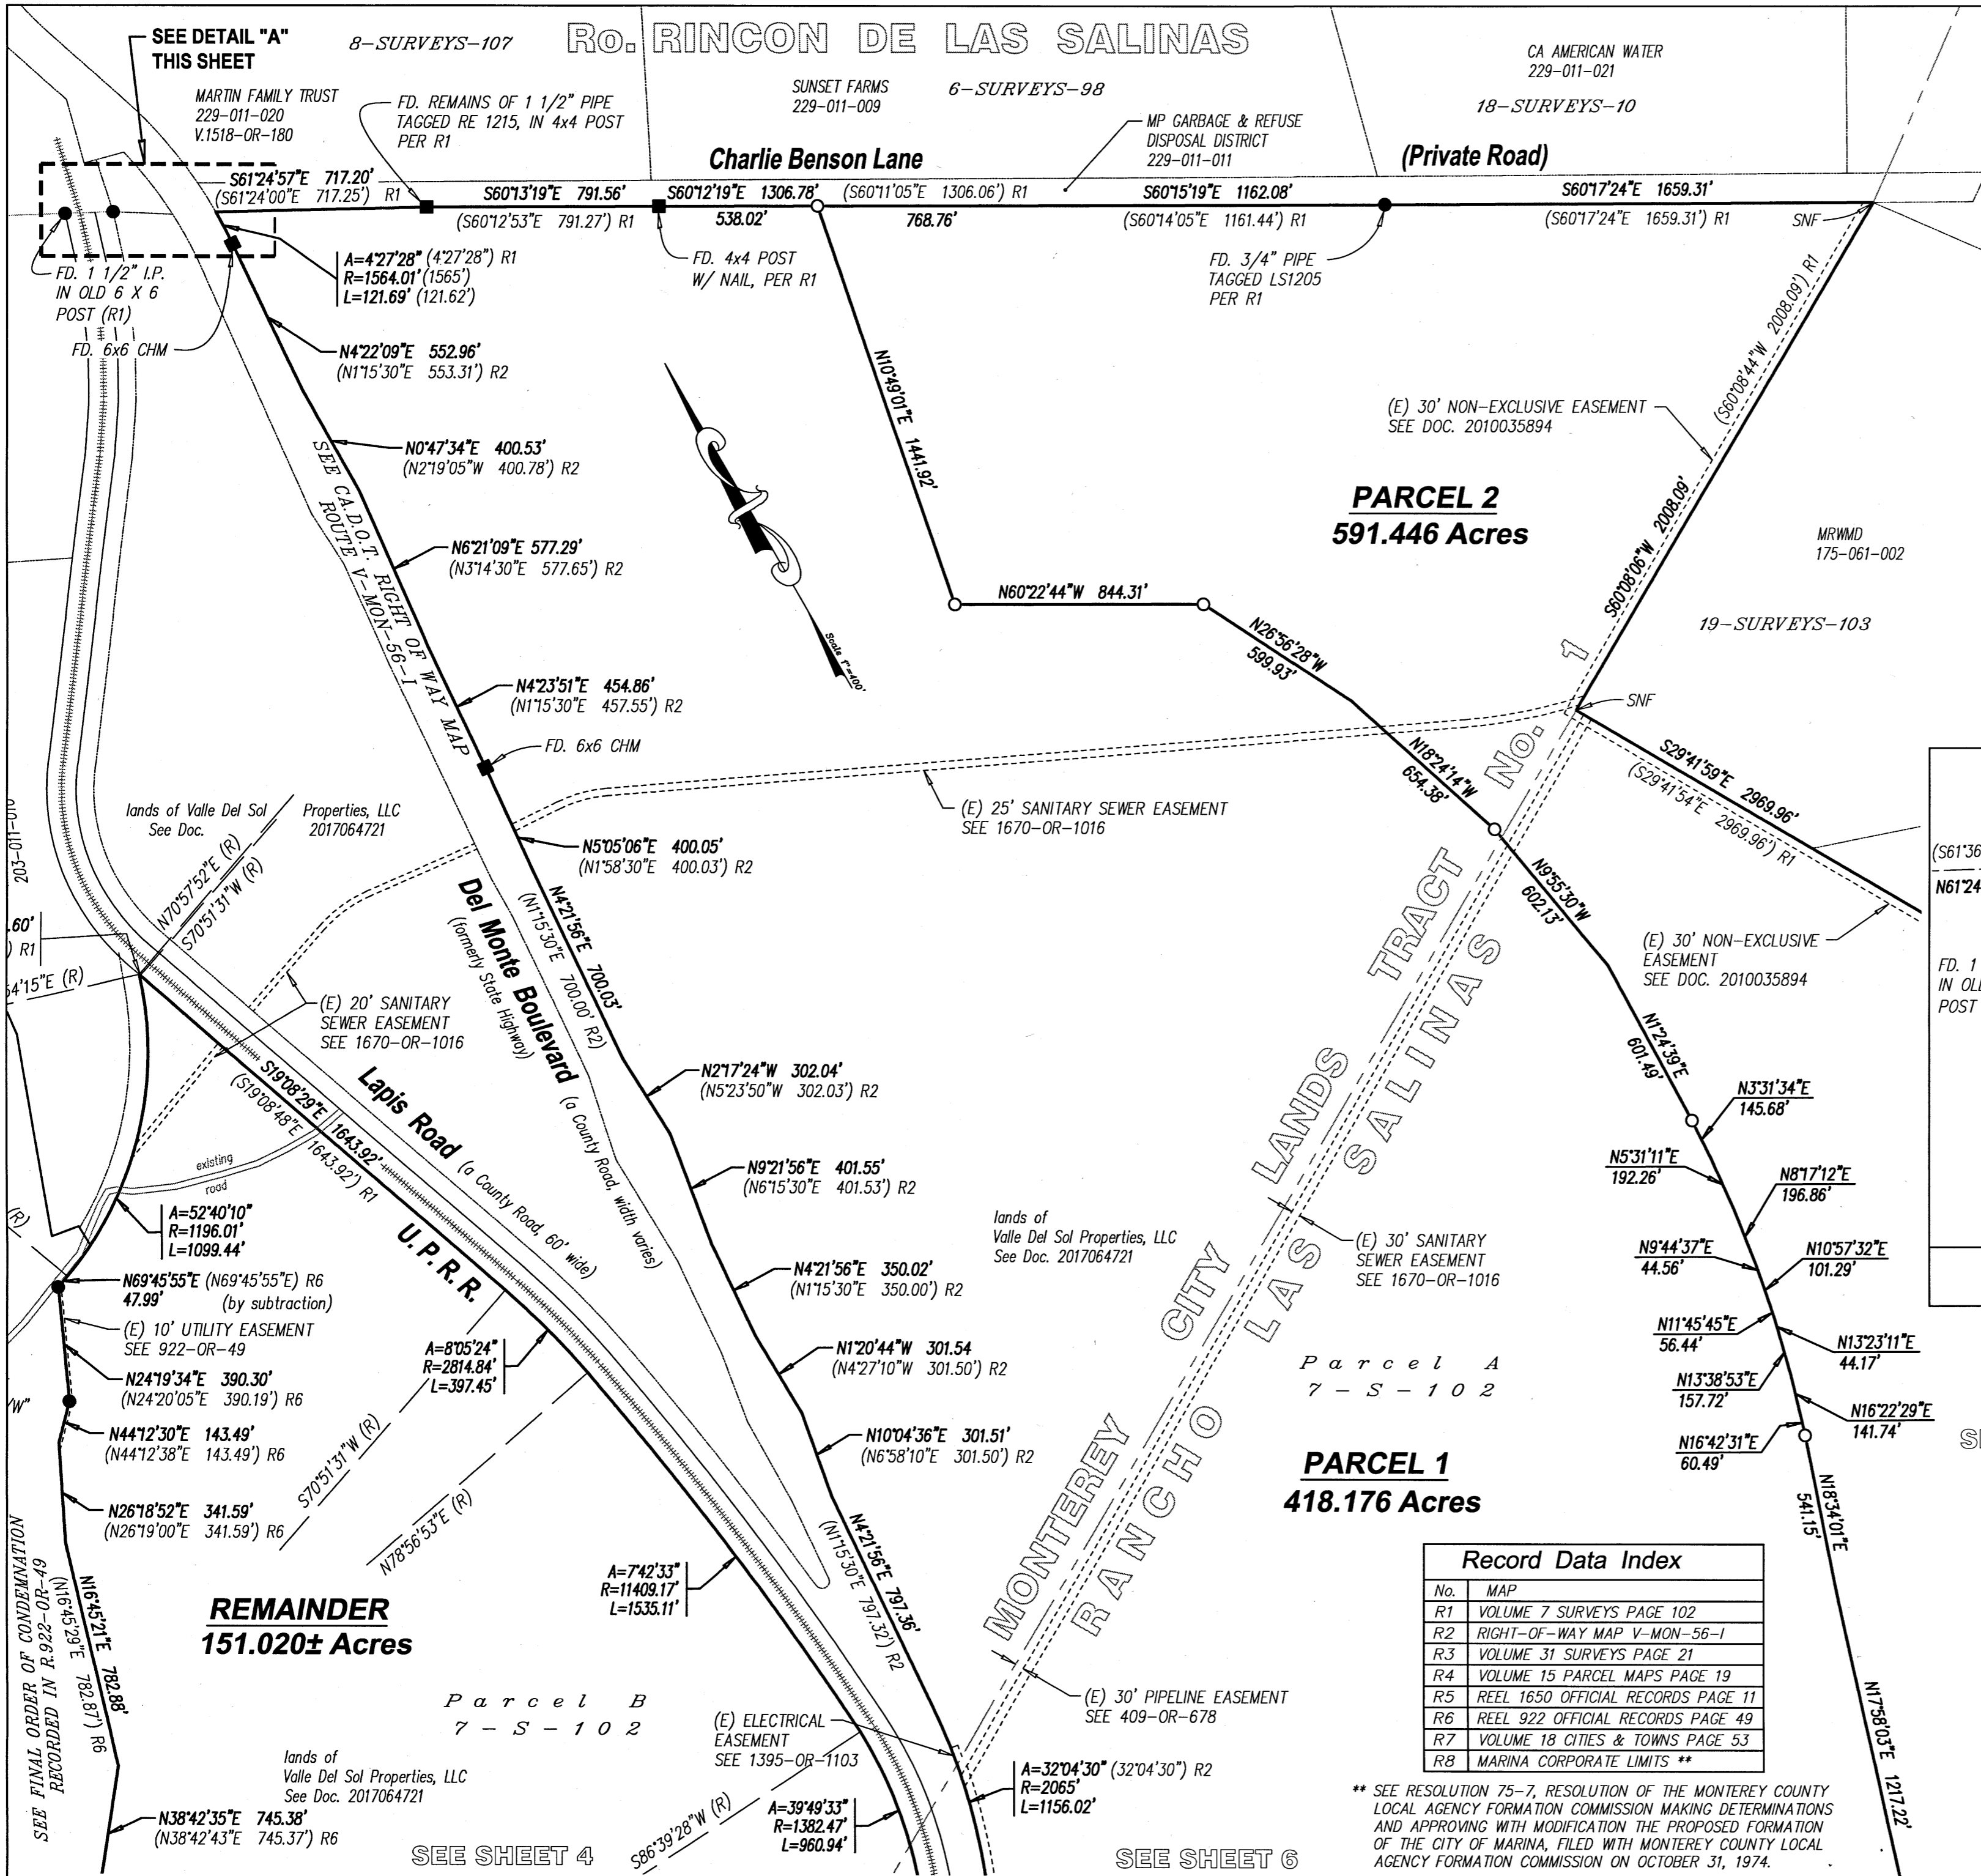 SEE DETAIL "A"
THIS SHEET
8-SURVEYS-107
Ro. RINCON DE LAS SALINAS
MARTIN FAMILY TRUST
229-011-020
V.1518-OR-180
FD. REMAINS OF 1 1/2" PIPE
TAGGED RE 1215, IN 4x4 POST
PER R1
SUNSET FARMS
229-011-009
6-SURVEYS-98
CA AMERICAN WATER
229-011-021
18-SURVEYS-10
MP GARBAGE & REFUSE
DISPOSAL DISTRICT
229-011-011
Charlie Benson Lane
(Private Road)
S61°24'57"E 717.20'
(S61°24'00"E 717.25') R1
S60°13'19"E 791.56'
(S60°12'53"E 791.27') R1
S60°12'19"E 1306.78'
(S60°11'05"E 1306.06') R1
538.02'
768.76'
S60°15'19"E 1162.08'
(S60°14'05"E 1161.44') R1
S60°17'24"E 1659.31'
(S60°17'24"E 1659.31') R1
SNF
FD. 1 1/2" I.P.
IN OLD 6 X 6
POST (R1)
FD. 6x6 CHM
A=4°27'28" (4°27'28") R1
R=1564.01' (1565')
L=121.69' (121.62')
FD. 4x4 POST
W/ NAIL, PER R1
FD. 3/4" PIPE
TAGGED LS1205
PER R1
N4°22'09"E 552.96'
(N1°15'30"E 553.31') R2
N0°47'34"E 400.53'
(N2°19'05"W 400.78') R2
N6°21'09"E 577.29'
(N3°14'30"E 577.65') R2
SEE CA.D.O.T. RIGHT OF WAY MAP
ROUTE V-MON-56-I
N4°23'51"E 454.86'
(N1°15'30"E 457.55') R2
FD. 6x6 CHM
Scale 1"=400'
N10°49'01"E 1441.92'
N60°22'44"W 844.31'
N26°56'28"W
599.93'
N18°24'14"W
654.38'
(E) 30' NON-EXCLUSIVE EASEMENT
SEE DOC. 2010035894
PARCEL 2
591.446 Acres
(S60°08'44"W 2008.09') R1
S60°08'06"W 2008.09'
MRWMD
175-061-002
19-SURVEYS-103
SNF
S29°41'59"E 2969.96'
(S29°41'54"E 2969.96') R1
(E) 25' SANITARY SEWER EASEMENT
SEE 1670-OR-1016
lands of Valle Del Sol Properties, LLC
See Doc. 2017064721
203-011-010
N70°57'52"E (R)
S70°51'31"W (R)
.60'
) R1
54'15"E (R)
N5°05'06"E 400.05'
(N1°58'30"E 400.03') R2
N4°21'56"E 700.03'
(N1°15'30"E 700.00' R2)
Del Monte Boulevard (a County Road, width varies)
(formerly State Highway)
(E) 20' SANITARY
SEWER EASEMENT
SEE 1670-OR-1016
S19°08'29"E 1643.92'
(S19°08'48"E 1643.92') R1
Lapis Road (a County Road, 60' wide)
U.P.R.R.
existing
road
N2°17'24"W 302.04'
(N5°23'50"W 302.03') R2
N9°21'56"E 401.55'
(N6°15'30"E 401.53') R2
lands of
Valle Del Sol Properties, LLC
See Doc. 2017064721
N4°21'56"E 350.02'
(N1°15'30"E 350.00') R2
N1°20'44"W 301.54
(N4°27'10"W 301.50') R2
N10°04'36"E 301.51'
(N6°58'10"E 301.50') R2
MONTEREY CITY LANDS TRACT No. 1
RANCHO LAS SALINAS
(E) 30' SANITARY
SEWER EASEMENT
SEE 1670-OR-1016
N9°55'30"W
602.13'
(E) 30' NON-EXCLUSIVE
EASEMENT
SEE DOC. 2010035894
(S61°36
N61°24
FD. 1
IN OL
POST
N1°24'39"E
601.49'
N3°31'34"E
145.68'
N5°31'11"E
192.26'
N8°17'12"E
196.86'
N9°44'37"E
44.56'
N10°57'32"E
101.29'
N11°45'45"E
56.44'
N13°23'11"E
44.17'
N13°38'53"E
157.72'
N16°22'29"E
141.74'
N16°42'31"E
60.49'
N18°34'01"E
541.15'
N17°58'03"E 1217.22'
Parcel A
7-S-102
PARCEL 1
418.176 Acres
(R)
A=52°40'10"
R=1196.01'
L=1099.44'
N69°45'55"E (N69°45'55"E) R6
47.99' (by subtraction)
(E) 10' UTILITY EASEMENT
SEE 922-OR-49
N24°19'34"E 390.30'
(N24°20'05"E 390.19') R6
/W"
N44°12'30"E 143.49'
(N44°12'38"E 143.49') R6
N26°18'52"E 341.59'
(N26°19'00"E 341.59') R6
A=8°05'24"
R=2814.84'
L=397.45'
S70°51'31"W (R)
N78°56'53"E (R)
A=7°42'33"
R=11409.17'
L=1535.11'
N4°21'56"E 797.36'
(N1°15'30"E 797.32') R2
SEE FINAL ORDER OF CONDEMNATION
RECORDED IN R.922-OR-49
N16°45'21"E 782.88'
(N16°45'29"E 782.87') R6
REMAINDER
151.020± Acres
Parcel B
7-S-102
lands of
Valle Del Sol Properties, LLC
See Doc. 2017064721
N38°42'35"E 745.38'
(N38°42'43"E 745.37') R6
(E) ELECTRICAL
EASEMENT
SEE 1395-OR-1103
(E) 30' PIPELINE EASEMENT
SEE 409-OR-678
A=32°04'30" (32°04'30") R2
R=2065'
L=1156.02'
A=39°49'33"
R=1382.47'
L=960.94'
S86°39'28"W (R)
SEE SHEET 4
SEE SHEET 6
S
Record Data Index
No. MAP
R1 VOLUME 7 SURVEYS PAGE 102
R2 RIGHT-OF-WAY MAP V-MON-56-I
R3 VOLUME 31 SURVEYS PAGE 21
R4 VOLUME 15 PARCEL MAPS PAGE 19
R5 REEL 1650 OFFICIAL RECORDS PAGE 11
R6 REEL 922 OFFICIAL RECORDS PAGE 49
R7 VOLUME 18 CITIES & TOWNS PAGE 53
R8 MARINA CORPORATE LIMITS **
** SEE RESOLUTION 75-7, RESOLUTION OF THE MONTEREY COUNTY
LOCAL AGENCY FORMATION COMMISSION MAKING DETERMINATIONS
AND APPROVING WITH MODIFICATION THE PROPOSED FORMATION
OF THE CITY OF MARINA, FILED WITH MONTEREY COUNTY LOCAL
AGENCY FORMATION COMMISSION ON OCTOBER 31, 1974.